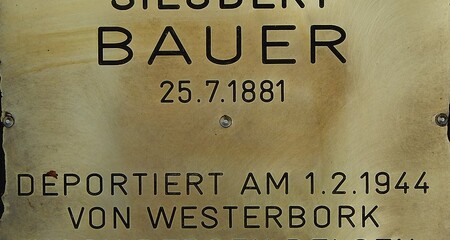 BAUER
25.7.1881
DEPORTIERT AM 1.2.1944
VON WESTERBORK